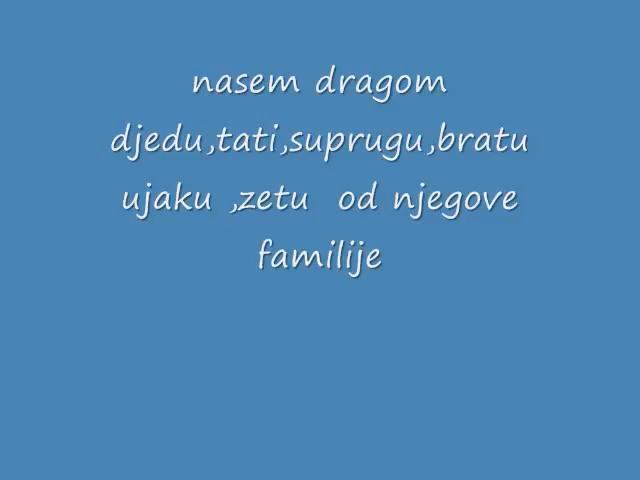 nasem dragom
djedu,tati,suprugu,bratu
ujaku ,zetu od njegove
familije